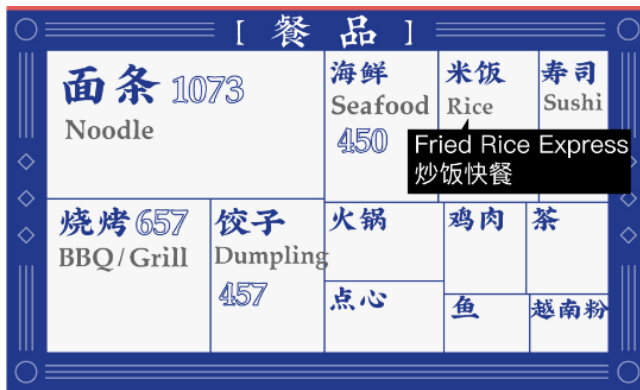 [ 餐 品 ]
面条 1073
Noodle
海鲜
Seafood
450
米饭
Rice
寿司
Sushi
Fried Rice Express
炒饭快餐
烧烤 657
BBQ/Grill
饺子
Dumpling
457
火锅
点心
鸡肉
鱼
茶
越南粉